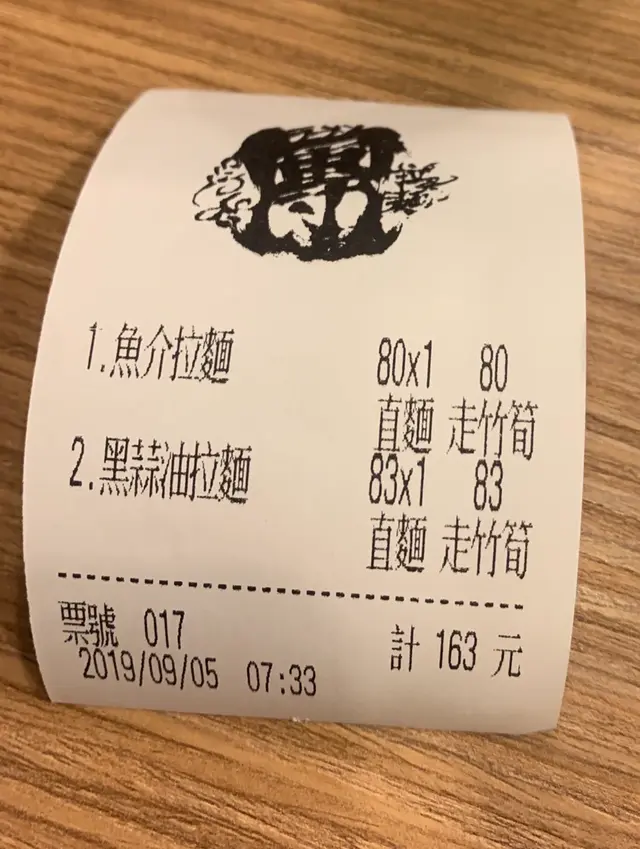 1.魚介拉麵 80x1 80
直麵 走竹筍
2.黑蒜油拉麵 83x1 83
直麵 走竹筍
票號 017 計 163 元
2019/09/05 07:33